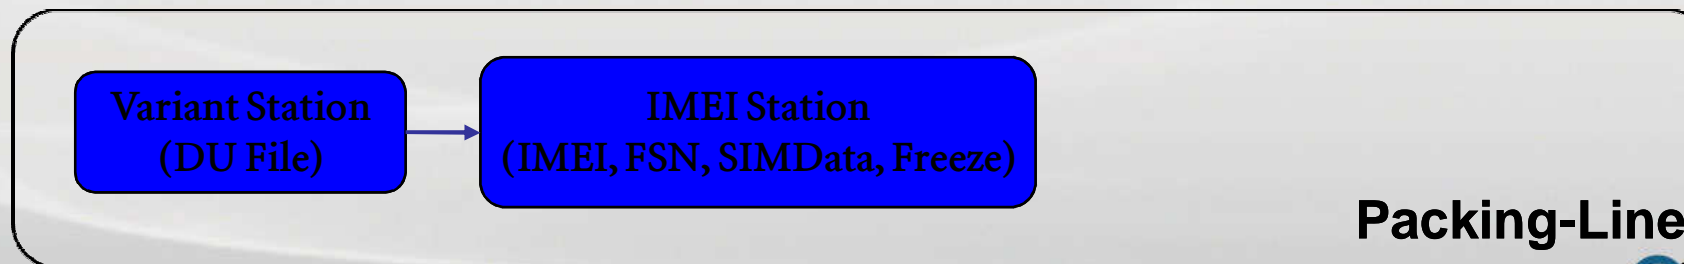 Variant Station
(DU File)
IMEI Station
(IMEI, FSN, SIMData, Freeze)
Packing-Line